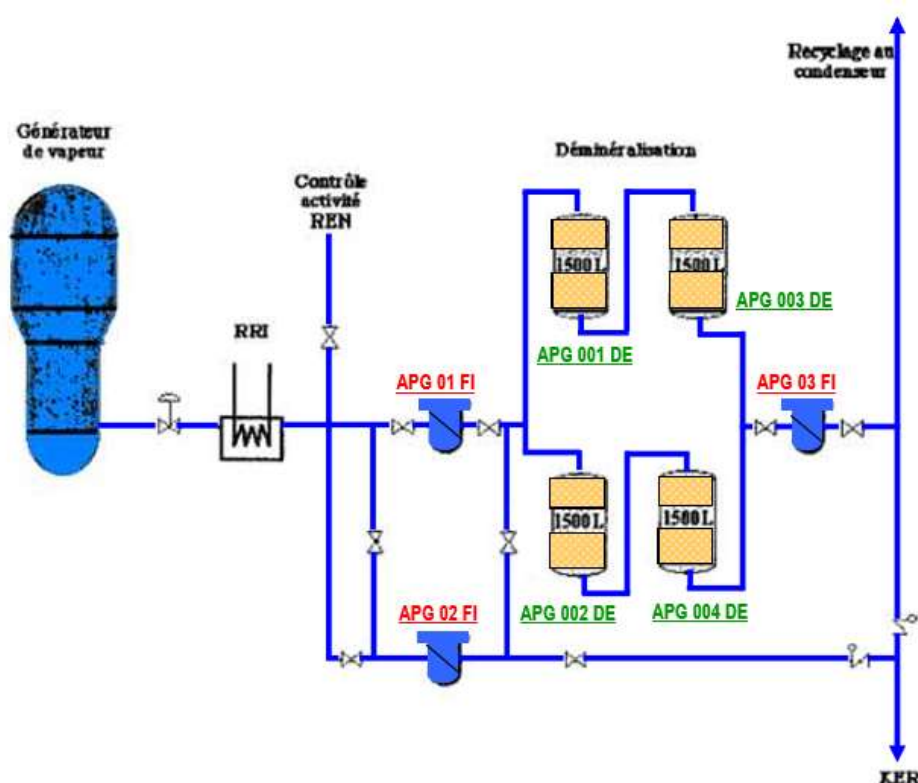 Recyclage au
condenseur
Générateur
de vapeur
Déminéralisation
Contrôle
activité
REN
1500 L
1500 L
APG 003 DE
RRI
APG 001 DE
APG 01 FI
APG 03 FI
1500 L
1500 L
APG 02 FI
APG 002 DE
APG 004 DE
KER